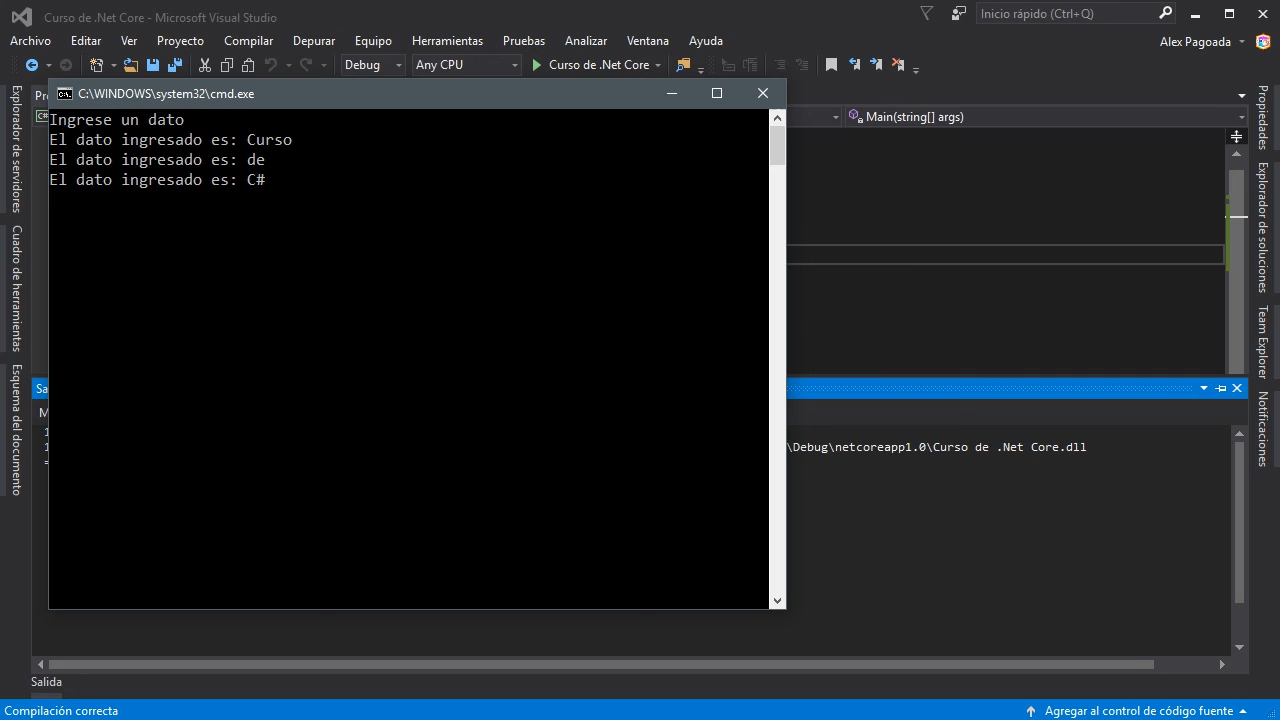 Curso de .Net Core - Microsoft Visual Studio
Inicio rápido (Ctrl+Q)
Archivo Editar Ver Proyecto Compilar Depurar Equipo Herramientas Pruebas Analizar Ventana Ayuda
Alex Pagoada
Debug Any CPU Curso de .Net Core
C:\WINDOWS\system32\cmd.exe
Main(string[] args)
Ingrese un dato
El dato ingresado es: Curso
El dato ingresado es: de
El dato ingresado es: C#
\Debug\netcoreapp1.0\Curso de .Net Core.dll
Explorador de servidores
Cuadro de herramientas
Esquema del documento
Propiedades
Explorador de soluciones
Team Explorer
Notificaciones
Salida
Compilación correcta
Agregar al control de código fuente